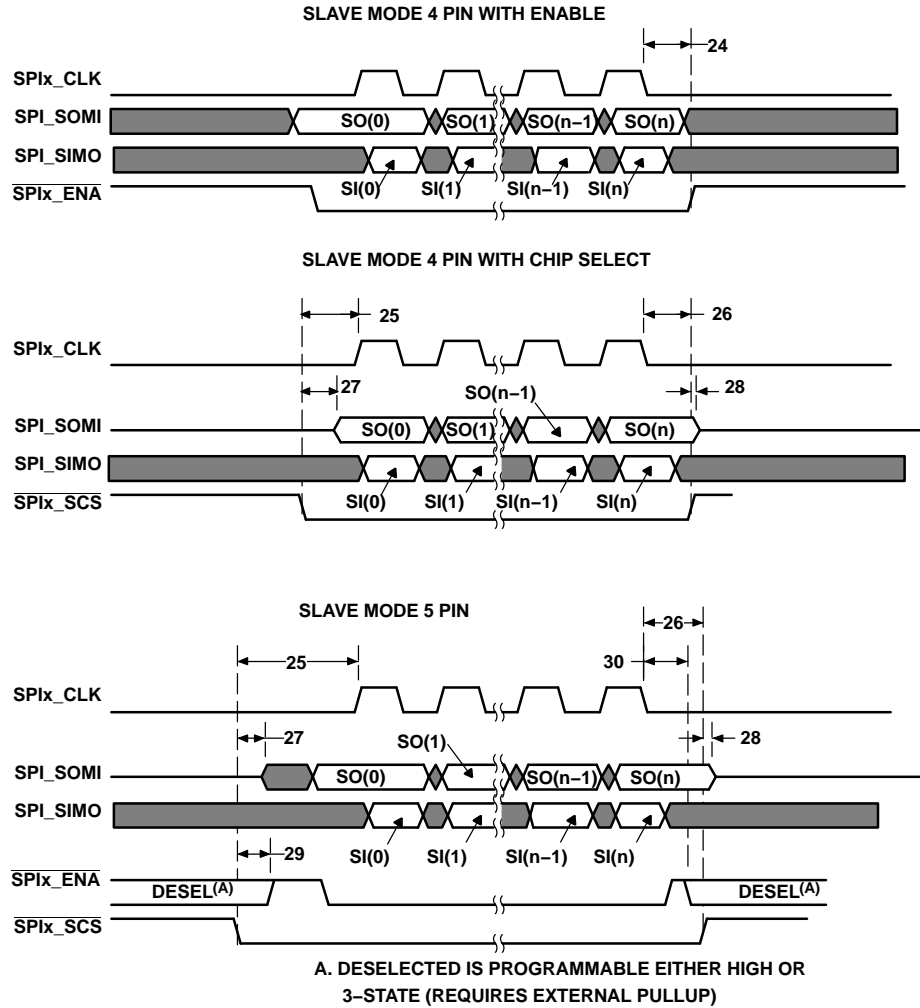 SLAVE MODE 4 PIN WITH ENABLE
24
SPIx_CLK
SPI_SOMI
SO(0) SO(1) SO(n−1) SO(n)
SPI_SIMO
SI(0) SI(1) SI(n-1) SI(n)
SPIx_ENA
SLAVE MODE 4 PIN WITH CHIP SELECT
25 26
SPIx_CLK
27 SO(n−1) 28
SPI_SOMI
SO(0) SO(1) SO(n)
SPI_SIMO
SI(0) SI(1) SI(n-1) SI(n)
SPIx_SCS
SLAVE MODE 5 PIN
26
25 30
SPIx_CLK
27 SO(1) 28
SPI_SOMI
SO(0) SO(n−1) SO(n)
SPI_SIMO
29 SI(0) SI(1) SI(n-1) SI(n)
SPIx_ENA
DESEL(A) DESEL(A)
SPIx_SCS
A. DESELECTED IS PROGRAMMABLE EITHER HIGH OR
3−STATE (REQUIRES EXTERNAL PULLUP)